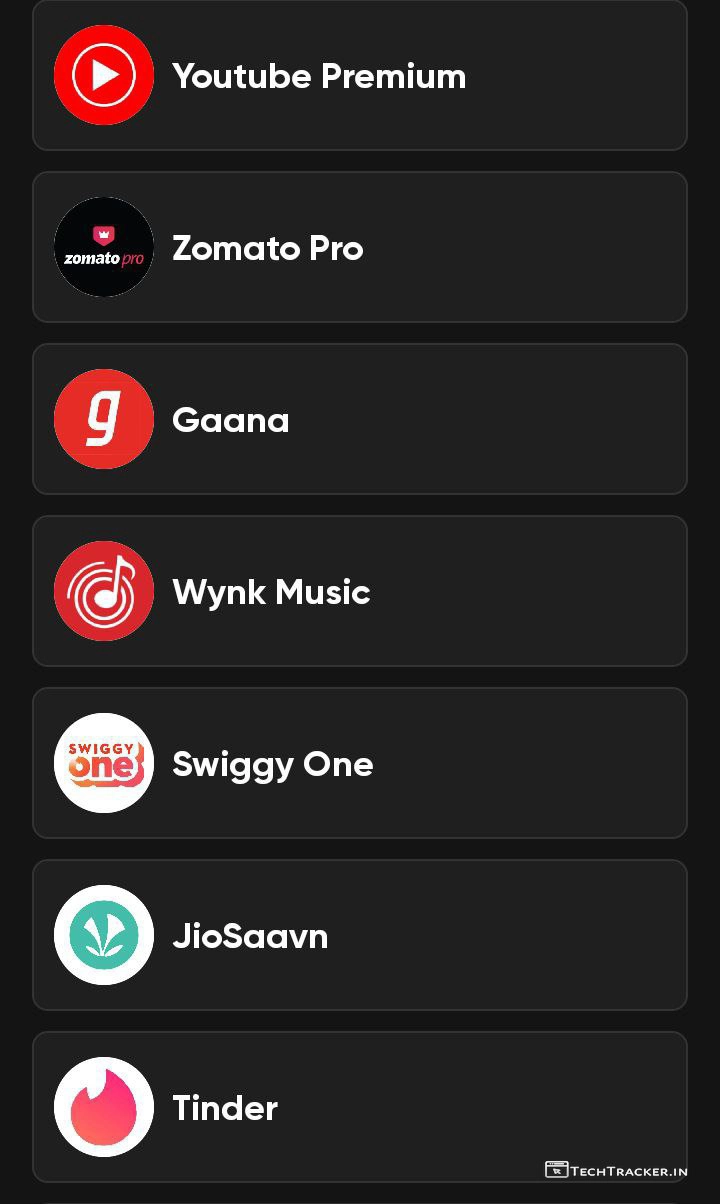 Youtube Premium
zomato pro
Zomato Pro
g
Gaana
Wynk Music
SWIGGY
one
Swiggy One
JioSaavn
Tinder
TECHTRACKER.IN